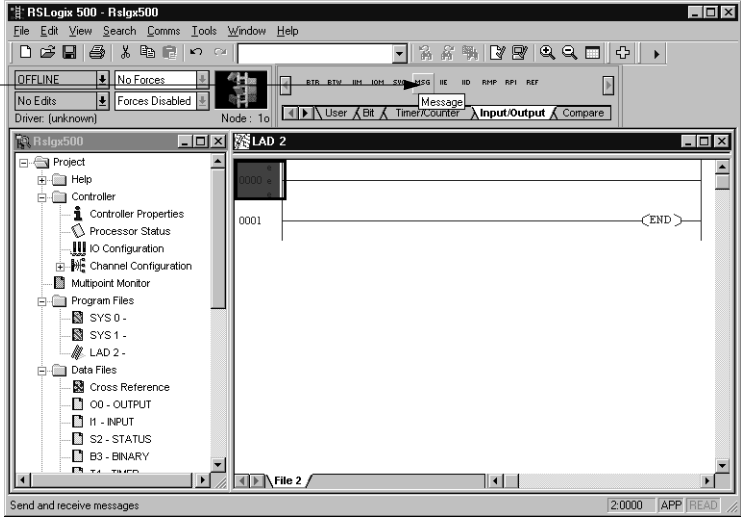 RSLogix 500 - Rslgx500
File Edit View Search Comms Tools Window Help
OFFLINE No Forces
No Edits Forces Disabled
Driver: (unknown) Node : 1o
BTR BTW IIM IOM SVC MSG IIE IID RMP RPI REF
Message
User Bit Timer/Counter Input/Output Compare
Rslgx500
Project
Help
Controller
Controller Properties
Processor Status
IO Configuration
Channel Configuration
Multipoint Monitor
Program Files
SYS 0 -
SYS 1 -
LAD 2 -
Data Files
Cross Reference
O0 - OUTPUT
I1 - INPUT
S2 - STATUS
B3 - BINARY
T4 - TIMER
LAD 2
0000
0001
END
File 2
Send and receive messages
2:0000 APP READ